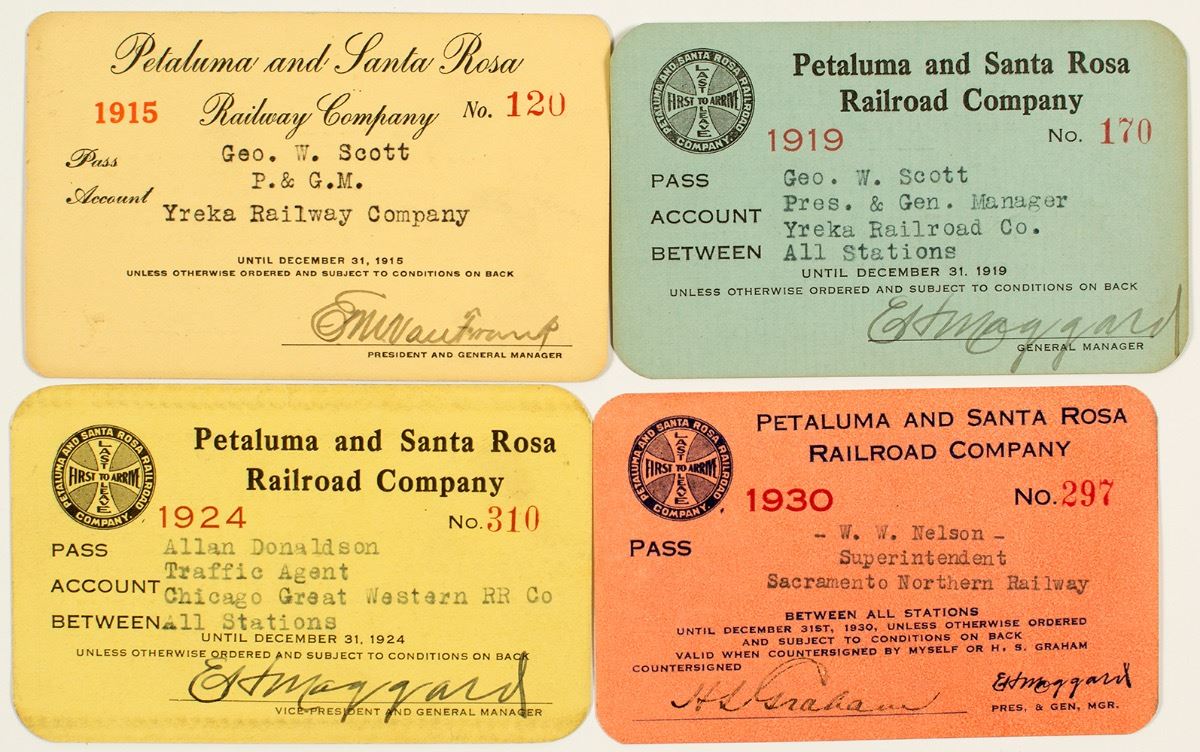 Petaluma and Santa Rosa
1915 Railway Company No. 120
Pass Geo. W. Scott
P. & G.M.
Account Yreka Railway Company
UNTIL DECEMBER 31, 1915
UNLESS OTHERWISE ORDERED AND SUBJECT TO CONDITIONS ON BACK
EMVanFrank
PRESIDENT AND GENERAL MANAGER
PETALUMA AND SANTA ROSA RAILROAD COMPANY.
LAST TO LEAVE
FIRST TO ARRIVE
Petaluma and Santa Rosa
Railroad Company
1919 No. 170
PASS Geo. W. Scott
ACCOUNT Pres. & Gen. Manager
Yreka Railroad Co.
BETWEEN All Stations
UNTIL DECEMBER 31. 1919
UNLESS OTHERWISE ORDERED AND SUBJECT TO CONDITIONS ON BACK
EHMaggard
GENERAL MANAGER
PETALUMA AND SANTA ROSA RAILROAD COMPANY.
LAST TO LEAVE
FIRST TO ARRIVE
Petaluma and Santa Rosa
Railroad Company
1924 No. 310
PASS Allan Donaldson
ACCOUNT Traffic Agent
Chicago Great Western RR Co
BETWEEN All Stations
UNTIL DECEMBER 31, 1924
UNLESS OTHERWISE ORDERED AND SUBJECT TO CONDITIONS ON BACK
EHMaggard
VICE-PRESIDENT AND GENERAL MANAGER
PETALUMA AND SANTA ROSA RAILROAD COMPANY.
LAST TO LEAVE
FIRST TO ARRIVE
PETALUMA AND SANTA ROSA
RAILROAD COMPANY
1930 No. 297
PASS - W. W. Nelson -
Superintendent
Sacramento Northern Railway
BETWEEN ALL STATIONS
UNTIL DECEMBER 31ST, 1930, UNLESS OTHERWISE ORDERED
AND SUBJECT TO CONDITIONS ON BACK
VALID WHEN COUNTERSIGNED BY MYSELF OR H. S. GRAHAM
COUNTERSIGNED
HS Graham
EHMaggard
PRES, & GEN, MGR.